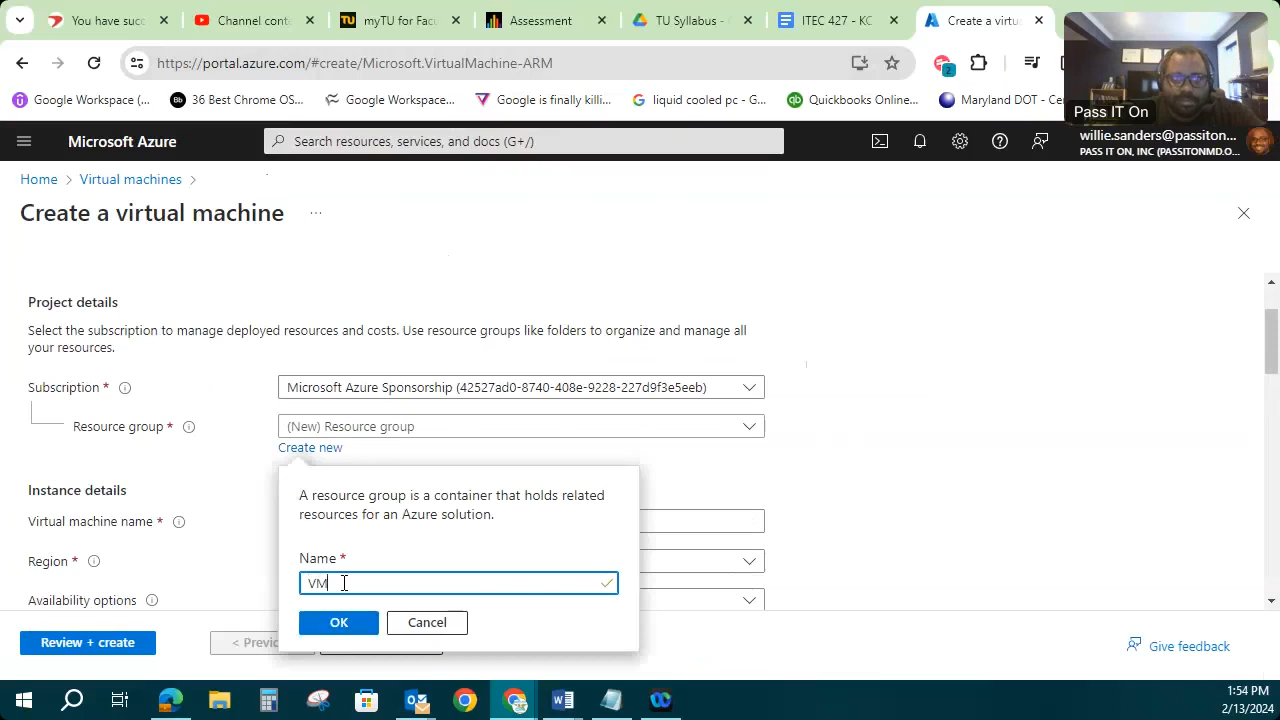 You have succ
Channel cont
myTU for Facu
Assessment
TU Syllabus -
ITEC 427 - KC
Create a virtu
https://portal.azure.com/#create/Microsoft.VirtualMachine-ARM
2
Google Workspace (...
36 Best Chrome OS...
Google Workspace...
Google is finally killi...
liquid cooled pc - G...
QuickBooks Online...
Maryland DOT - Ce
Pass IT On
Microsoft Azure
Search resources, services, and docs (G+/)
willie.sanders@passiton...
PASS IT ON, INC (PASSITONMD.O...
Home > Virtual machines >
Create a virtual machine ...
Project details
Select the subscription to manage deployed resources and costs. Use resource groups like folders to organize and manage all
your resources.
Subscription *
Microsoft Azure Sponsorship (42527ad0-8740-408e-9228-227d9f3e5eeb)
Resource group *
(New) Resource group
Create new
A resource group is a container that holds related
resources for an Azure solution.
Name *
VM
OK
Cancel
Instance details
Virtual machine name *
Region *
Availability options
Review + create
< Previo
Give feedback
1:54 PM
2/13/2024